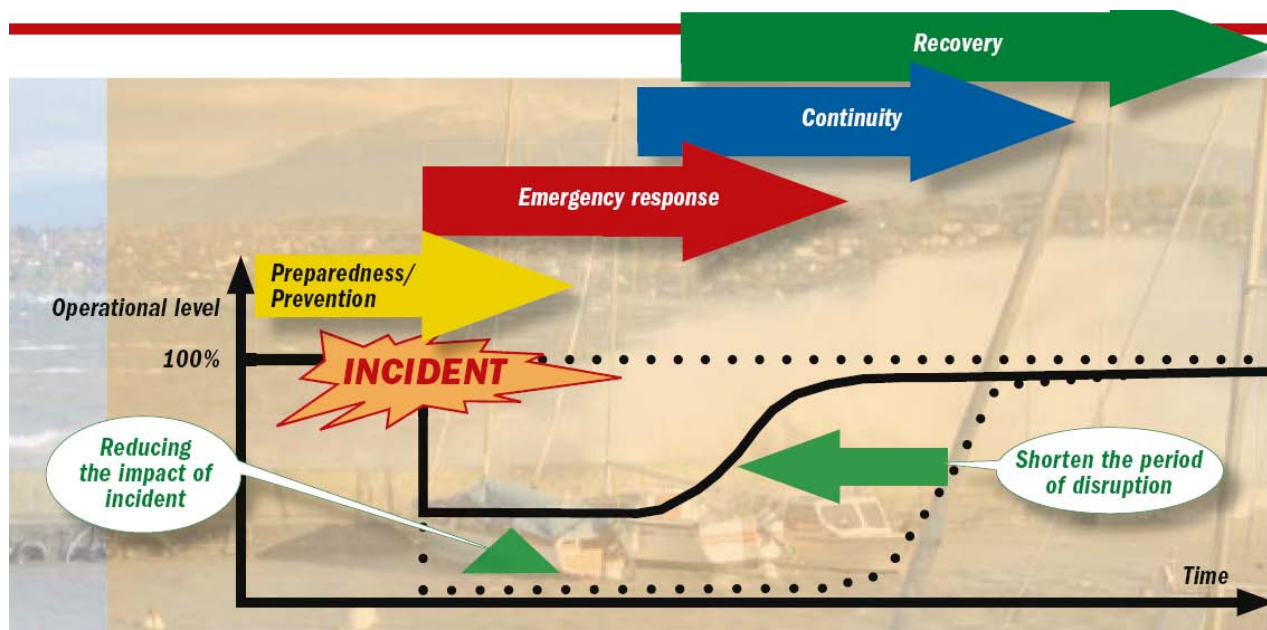 Recovery
Continuity
Emergency response
Preparedness/
Prevention
Operational level
100%
INCIDENT
Reducing
the impact of
incident
Shorten the period
of disruption
Time